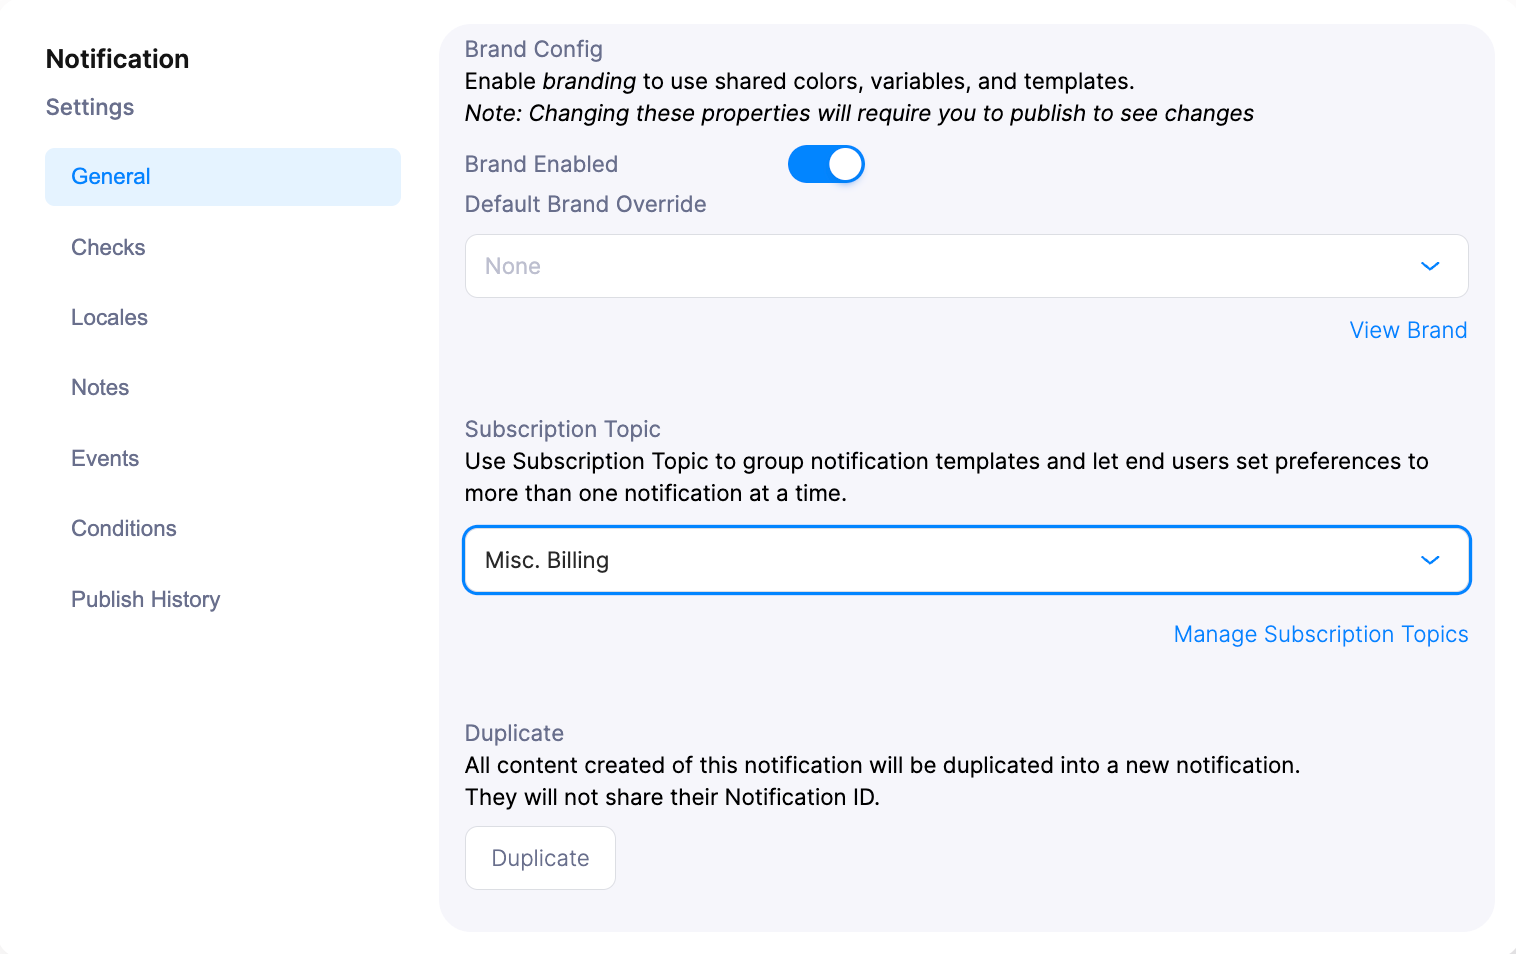 Notification
Settings
General
Checks
Locales
Notes
Events
Conditions
Publish History
Brand Config
Enable branding to use shared colors, variables, and templates.
Note: Changing these properties will require you to publish to see changes
Brand Enabled
Default Brand Override
None
View Brand
Subscription Topic
Use Subscription Topic to group notification templates and let end users set preferences to
more than one notification at a time.
Misc. Billing
Manage Subscription Topics
Duplicate
All content created of this notification will be duplicated into a new notification.
They will not share their Notification ID.
Duplicate